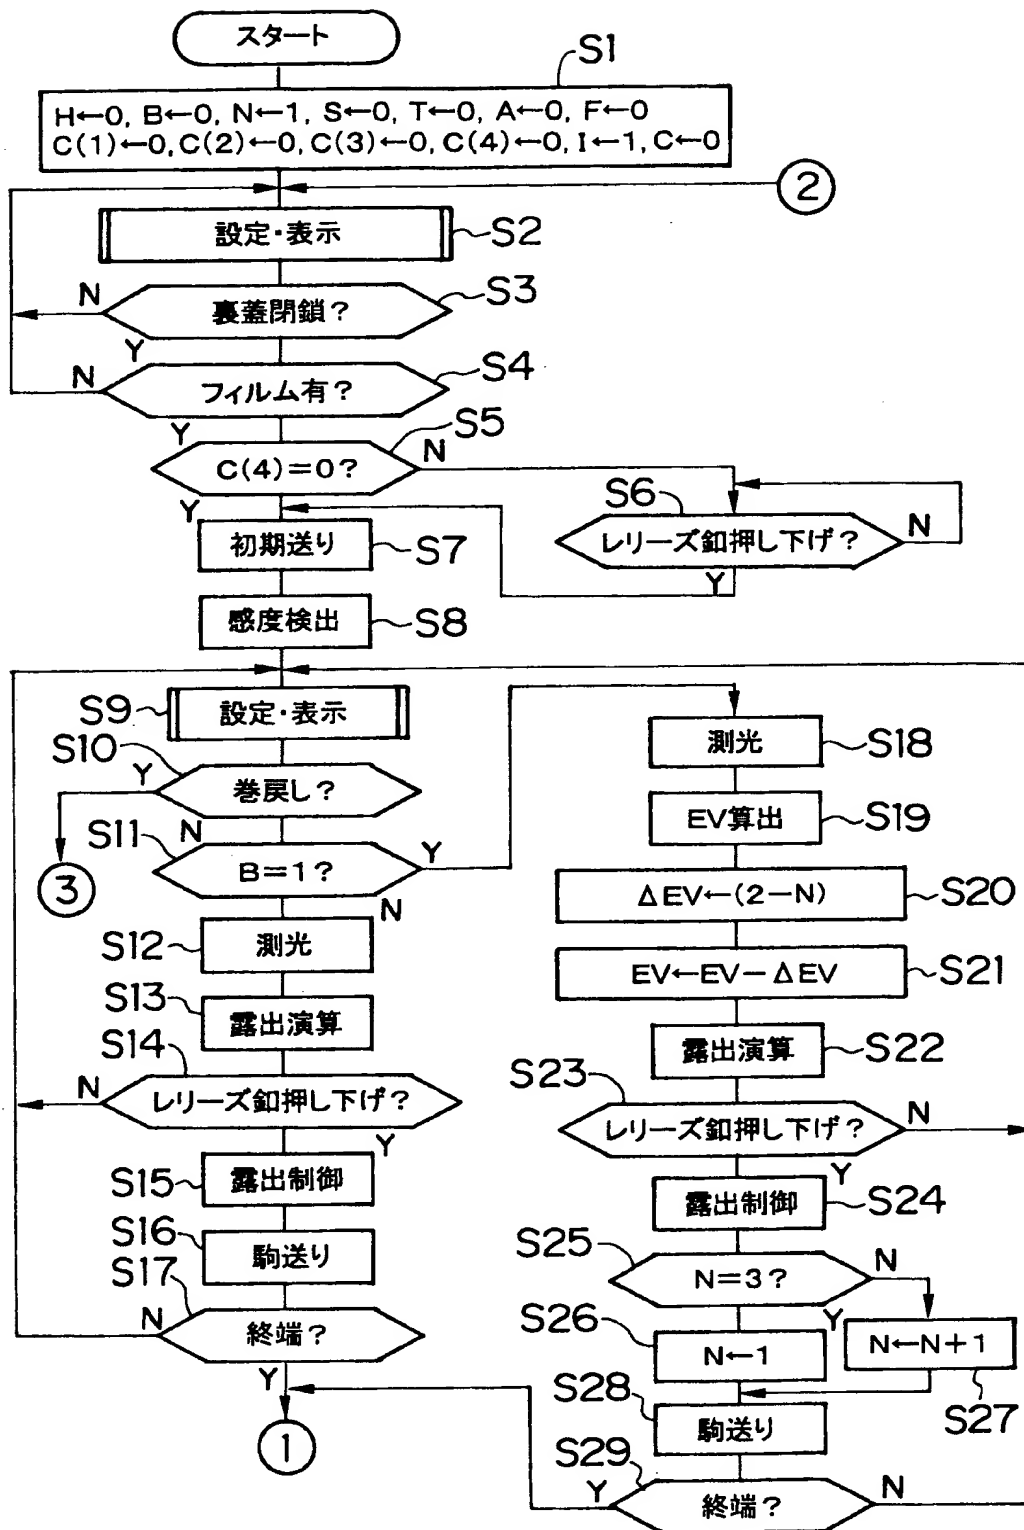 スタート
S1
H←0, B←0, N←1, S←0, T←0, A←0, F←0
C(1)←0, C(2)←0, C(3)←0, C(4)←0, I←1, C←0
2
設定・表示
S2
N
裏蓋閉鎖?
S3
Y
N
フィルム有?
S4
Y
C(4)=0?
S5
N
Y
S6
レリーズ釦押し下げ?
N
Y
初期送り
S7
感度検出
S8
S9
設定・表示
S10
Y
巻戻し?
N
3
S11
B=1?
Y
N
S12
測光
S13
露出演算
S14
N
レリーズ釦押し下げ?
Y
S15
露出制御
S16
駒送り
S17
N
終端?
Y
1
測光
S18
EV算出
S19
ΔEV←(2-N)
S20
EV←EV-ΔEV
S21
露出演算
S22
S23
レリーズ釦押し下げ?
N
Y
露出制御
S24
S25
N=3?
N
Y
S26
N←1
N←N+1
S27
S28
駒送り
S29
Y
終端?
N